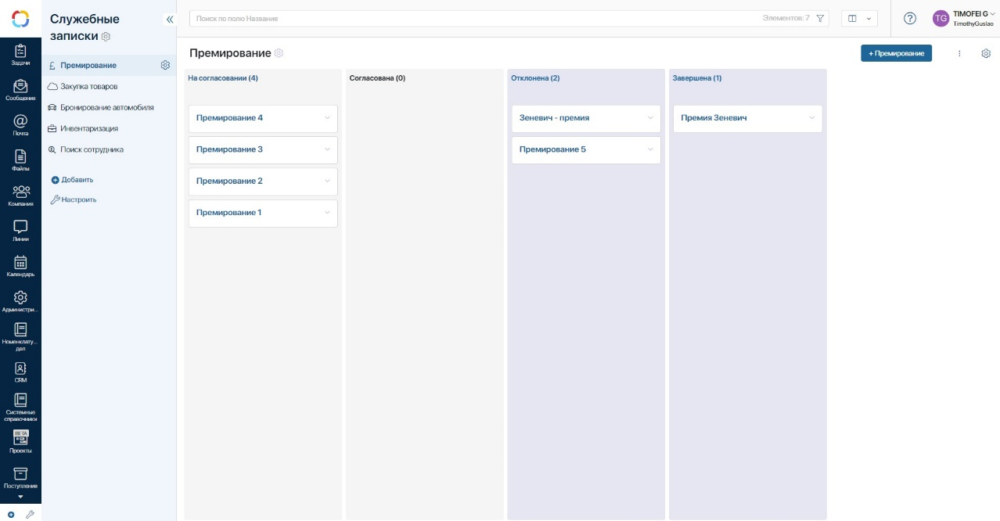 Задачи
Сообщения
Почта
Файлы
Компания
Линии
Календарь
Администри...
Номенклату...
дел
CRM
Системные
справочники
BETA
Проекты
Поступления
Служебные
записки
Премирование
Закупка товаров
Бронирование автомобиля
Инвентаризация
Поиск сотрудника
Добавить
Настроить
Поиск по полю Название
Элементов: 7
?
TG
TIMOFEI G
TimothyGuslao
Премирование
+ Премирование
На согласовании (4)
Премирование 4
Премирование 3
Премирование 2
Премирование 1
Согласована (0)
Отклонена (2)
Зеневич - премия
Премирование 5
Завершена (1)
Премия Зеневич